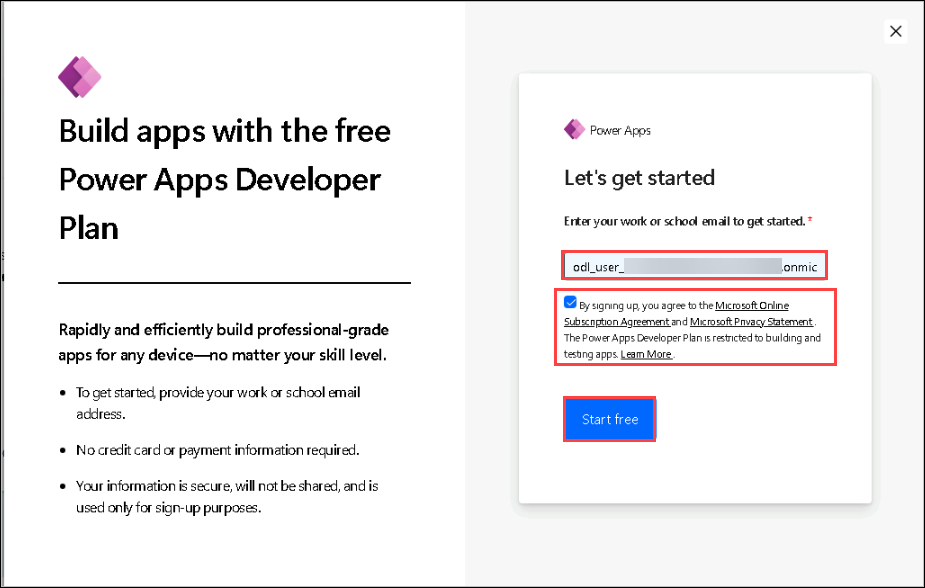 Build apps with the free
Power Apps Developer
Plan
Rapidly and efficiently build professional-grade
apps for any device—no matter your skill level.
• To get started, provide your work or school email
address.
• No credit card or payment information required.
• Your information is secure, will not be shared, and is
used only for sign-up purposes.
Power Apps
Let's get started
Enter your work or school email to get started. *
odl_user_ .onmic
By signing up, you agree to the Microsoft Online
Subscription Agreement and Microsoft Privacy Statement .
The Power Apps Developer Plan is restricted to building and
testing apps. Learn More .
Start free